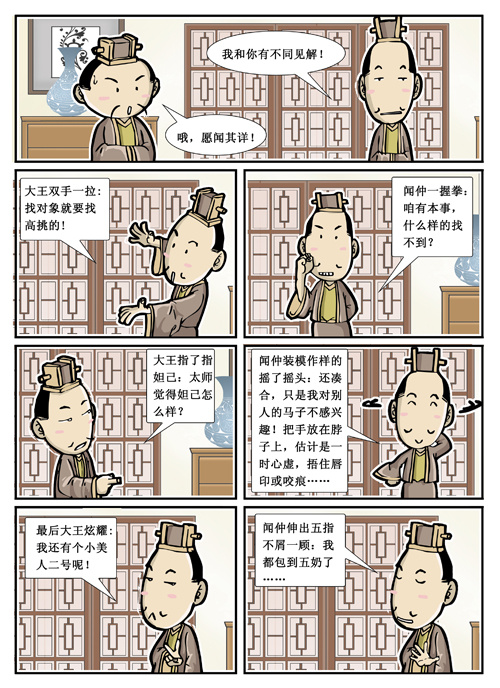 我和你有不同见解！
哦，愿闻其详！
大王双手一拉：
找对象就要找
高挑的！
闻仲一握拳：
咱有本事，
什么样的找
不到？
大王指了指
妲己：太师
觉得妲己怎
么样？
闻仲装模作样的
摇了摇头：还凑
合，只是我对别
人的马子不感兴
趣！把手放在脖
子上，估计是一
时心虚，捂住唇
印或咬痕……
最后大王炫耀：
我还有个小美
人二号呢！
闻仲伸出五指
不屑一顾：我
都包到五奶了
……